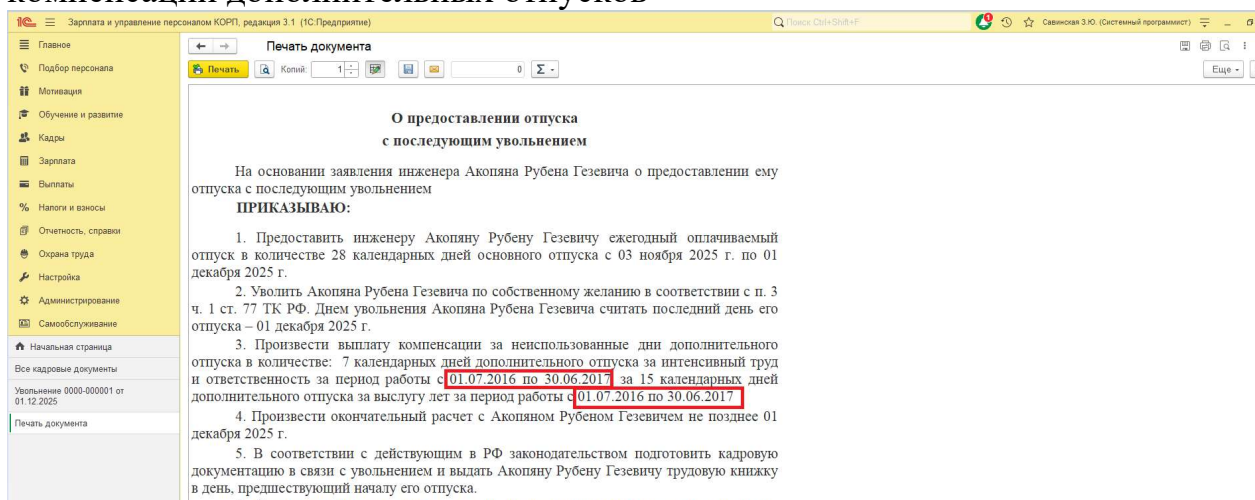 компенсации дополнительных отпусков
1С Зарплата и управление персоналом КОРП, редакция 3.1 (1С:Предприятие) Поиск Ctrl+Shift+F 9 Савинская З.Ю. (Системный программист)
Главное
Подбор персонала
Мотивация
Обучение и развитие
Кадры
Зарплата
Выплаты
Налоги и взносы
Отчетность, справки
Охрана труда
Настройка
Администрирование
Самообслуживание
Начальная страница
Все кадровые документы
Увольнение 0000-000001 от
01.12.2025
Печать документа
Печать документа
Печать Копий: 1 0 Σ Еще
О предоставлении отпуска
с последующим увольнением
На основании заявления инженера Акопяна Рубена Гезевича о предоставлении ему
отпуска с последующим увольнением
ПРИКАЗЫВАЮ:
1. Предоставить инженеру Акопяну Рубену Гезевичу ежегодный оплачиваемый
отпуск в количестве 28 календарных дней основного отпуска с 03 ноября 2025 г. по 01
декабря 2025 г.
2. Уволить Акопяна Рубена Гезевича по собственному желанию в соответствии с п. 3
ч. 1 ст. 77 ТК РФ. Днем увольнения Акопяна Рубена Гезевича считать последний день его
отпуска – 01 декабря 2025 г.
3. Произвести выплату компенсации за неиспользованные дни дополнительного
отпуска в количестве: 7 календарных дней дополнительного отпуска за интенсивный труд
и ответственность за период работы с 01.07.2016 по 30.06.2017 за 15 календарных дней
дополнительного отпуска за выслугу лет за период работы с 01.07.2016 по 30.06.2017
4. Произвести окончательный расчет с Акопяном Рубеном Гезевичем не позднее 01
декабря 2025 г.
5. В соответствии с действующим в РФ законодательством подготовить кадровую
документацию в связи с увольнением и выдать Акопяну Рубену Гезевичу трудовую книжку
в день, предшествующий началу его отпуска.